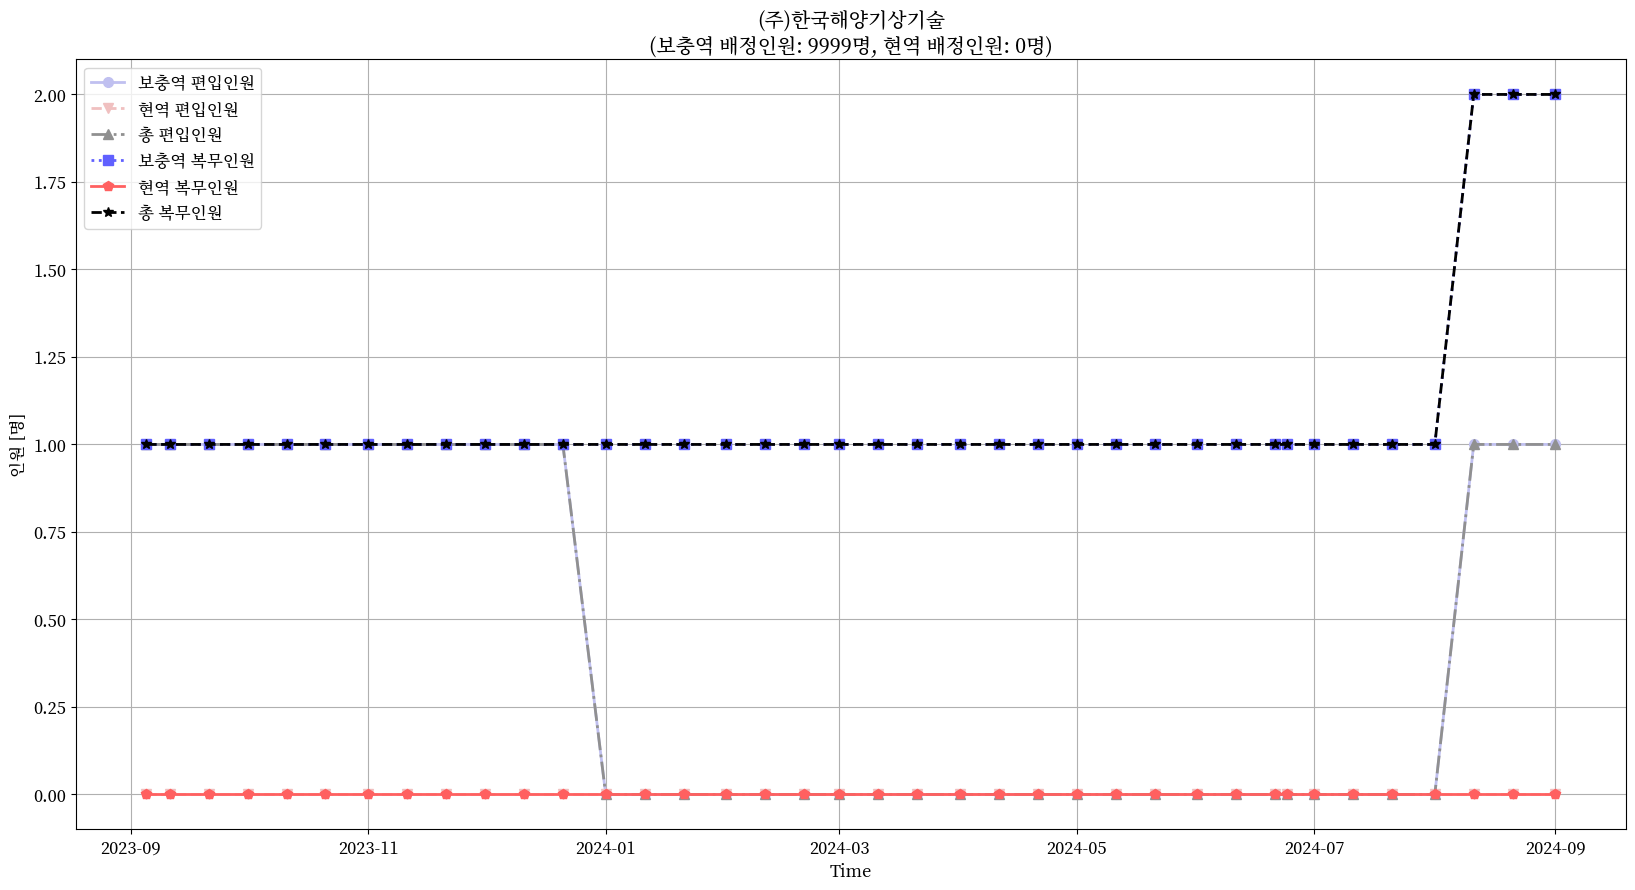 (주)한국해양기상기술
(보충역 배정인원: 9999명, 현역 배정인원: 0명)
보충역 편입인원
현역 편입인원
총 편입인원
보충역 복무인원
현역 복무인원
총 복무인원
2.00
1.75
1.50
1.25
1.00
0.75
0.50
0.25
0.00
인원 [명]
2023-09 2023-11 2024-01 2024-03 2024-05 2024-07 2024-09
Time